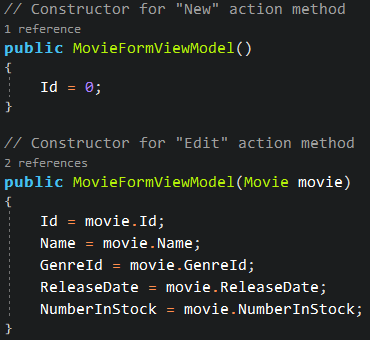 // Constructor for "New" action method
1 reference
public MovieFormViewModel()
{
Id = 0;
}
// Constructor for "Edit" action method
2 references
public MovieFormViewModel(Movie movie)
{
Id = movie.Id;
Name = movie.Name;
GenreId = movie.GenreId;
ReleaseDate = movie.ReleaseDate;
NumberInStock = movie.NumberInStock;
}